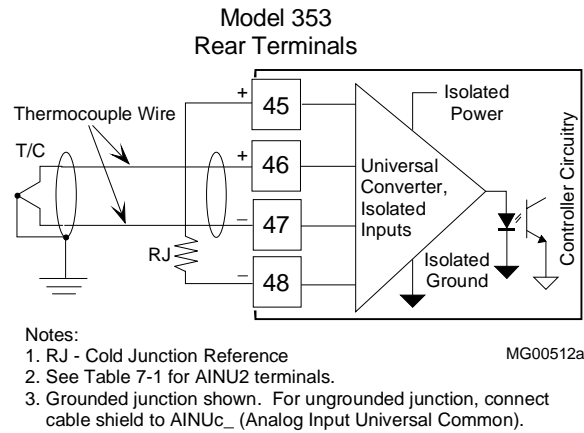 Model 353
Rear Terminals
Thermocouple Wire
T/C
+
45
+
46
–
47
RJ
–
48
Isolated
Power
Universal
Converter,
Isolated
Inputs
Isolated
Ground
Controller Circuitry
Notes:
1. RJ - Cold Junction Reference
MG00512a
2. See Table 7-1 for AINU2 terminals.
3. Grounded junction shown. For ungrounded junction, connect
cable shield to AINUc_ (Analog Input Universal Common).